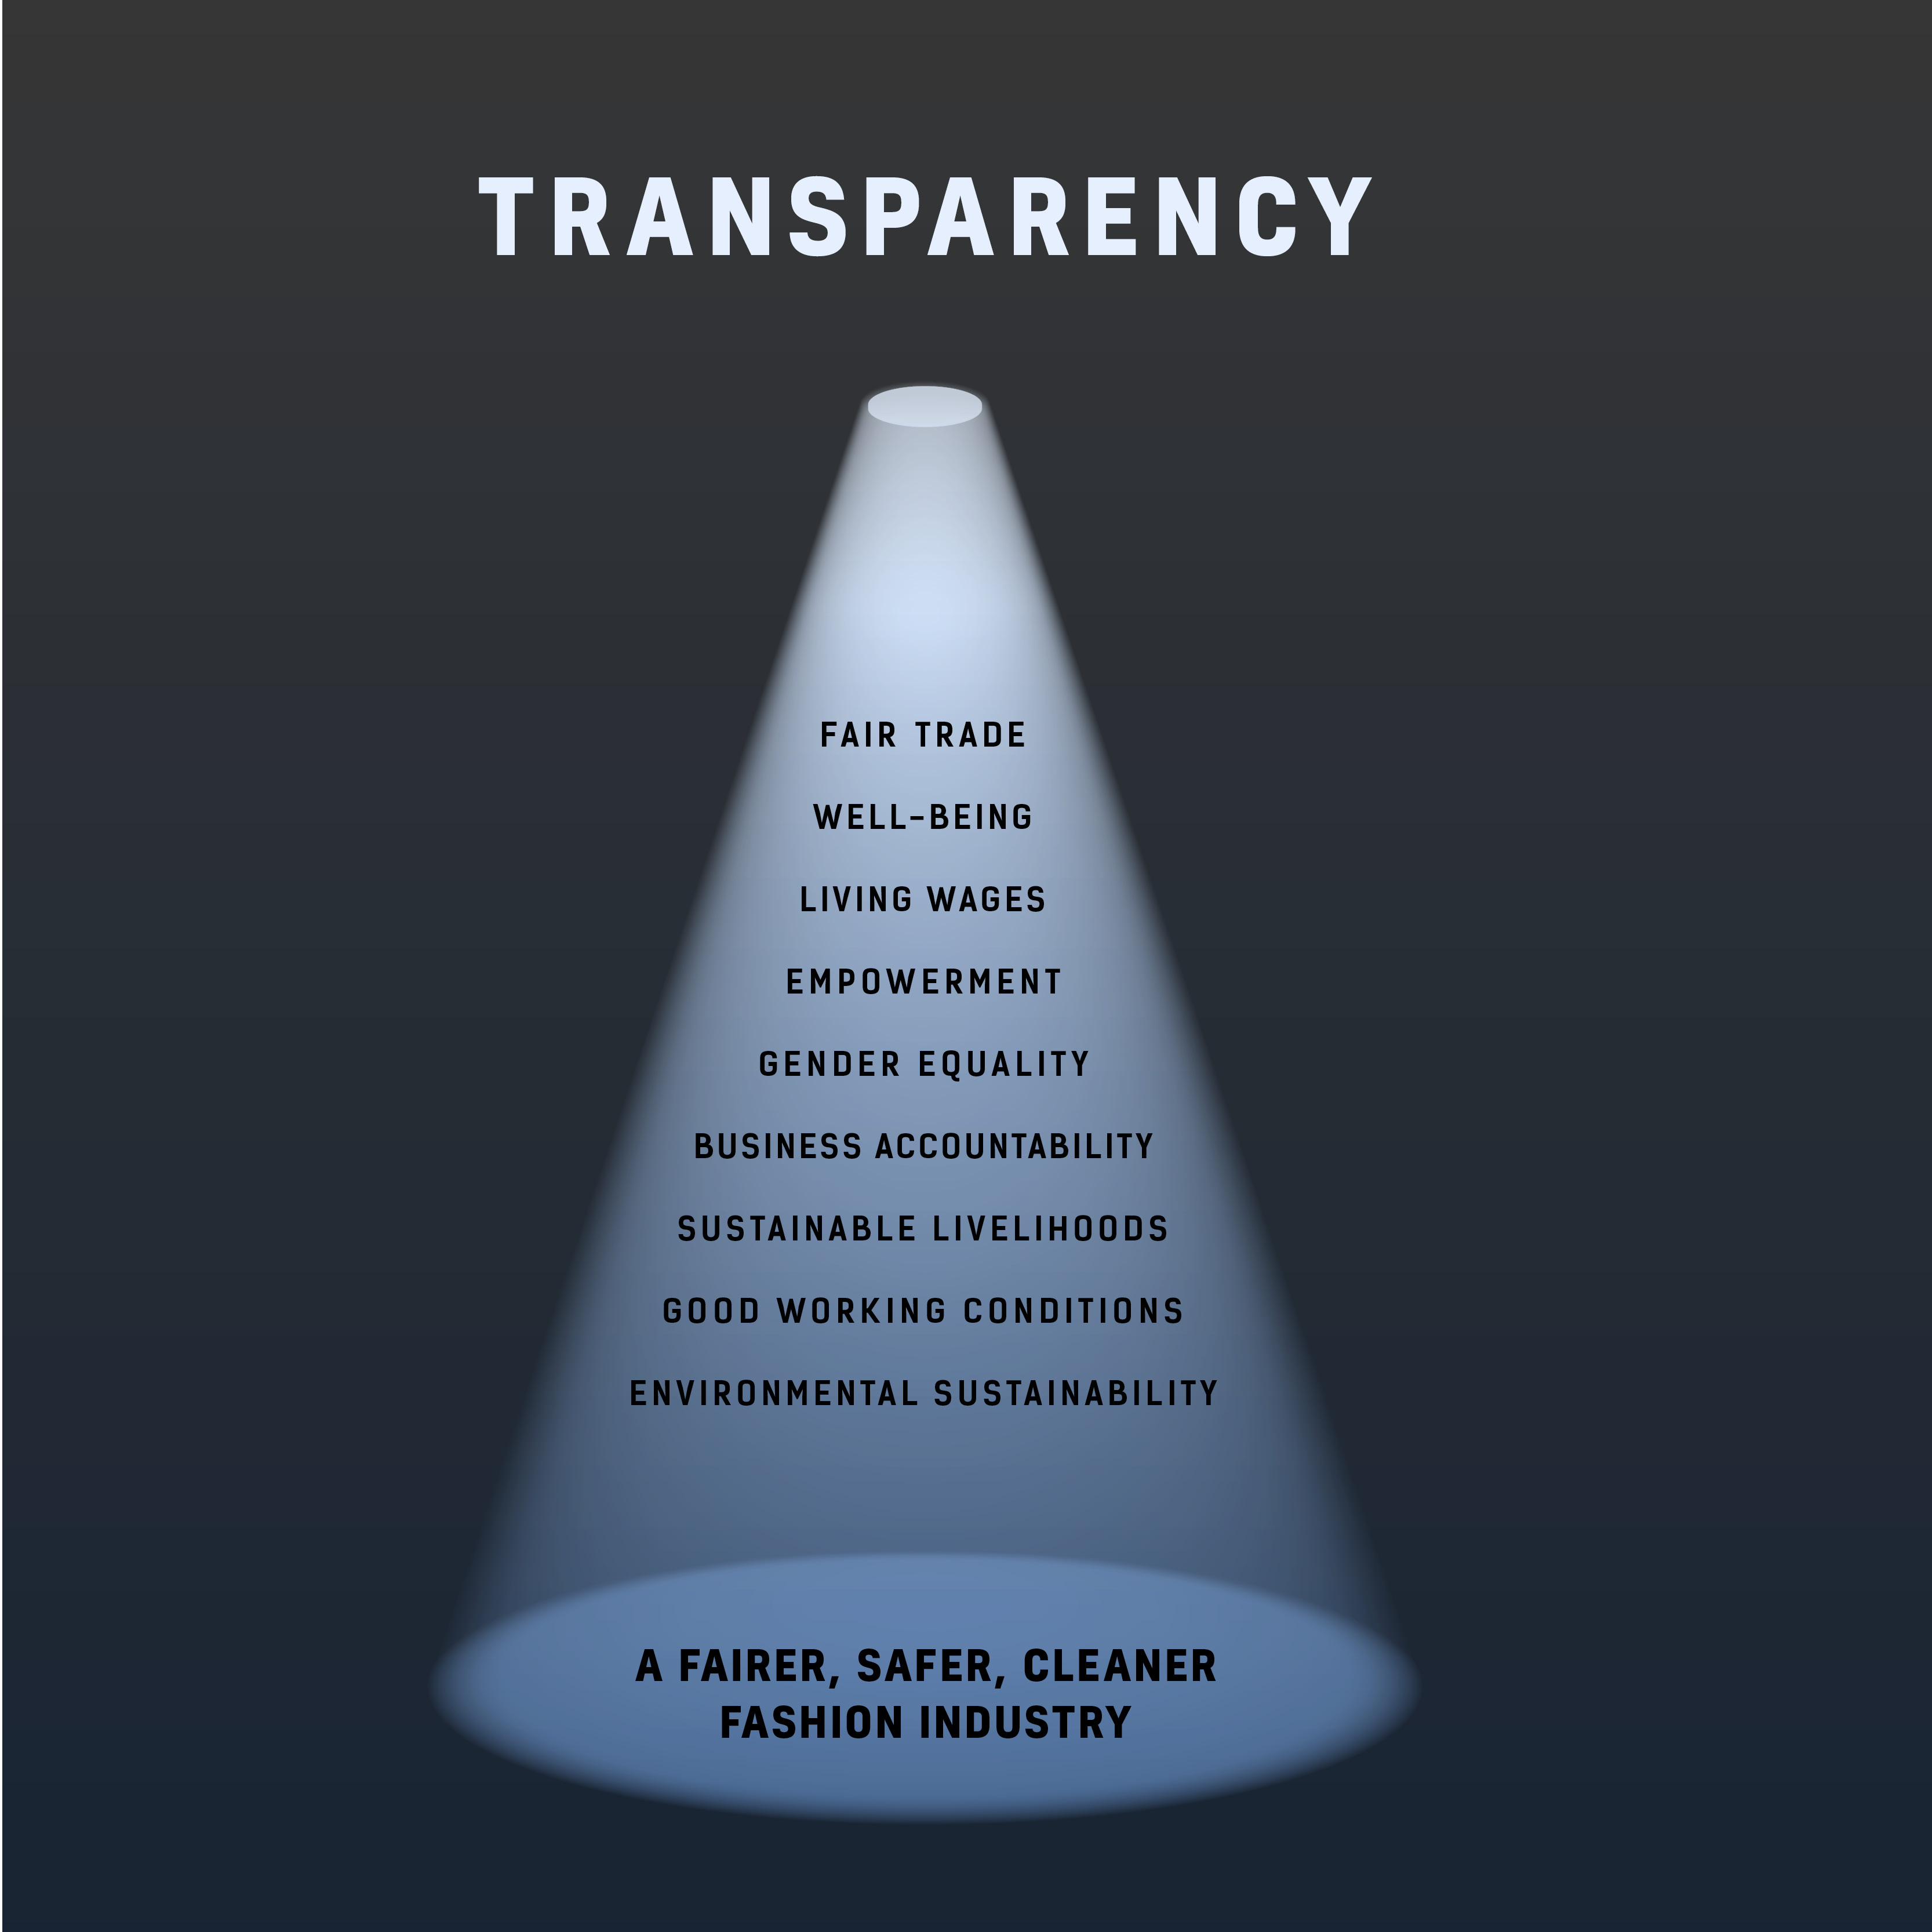 TRANSPARENCY
FAIR TRADE
WELL-BEING
LIVING WAGES
EMPOWERMENT
GENDER EQUALITY
BUSINESS ACCOUNTABILITY
SUSTAINABLE LIVELIHOODS
GOOD WORKING CONDITIONS
ENVIRONMENTAL SUSTAINABILITY
A FAIRER, SAFER, CLEANER
FASHION INDUSTRY